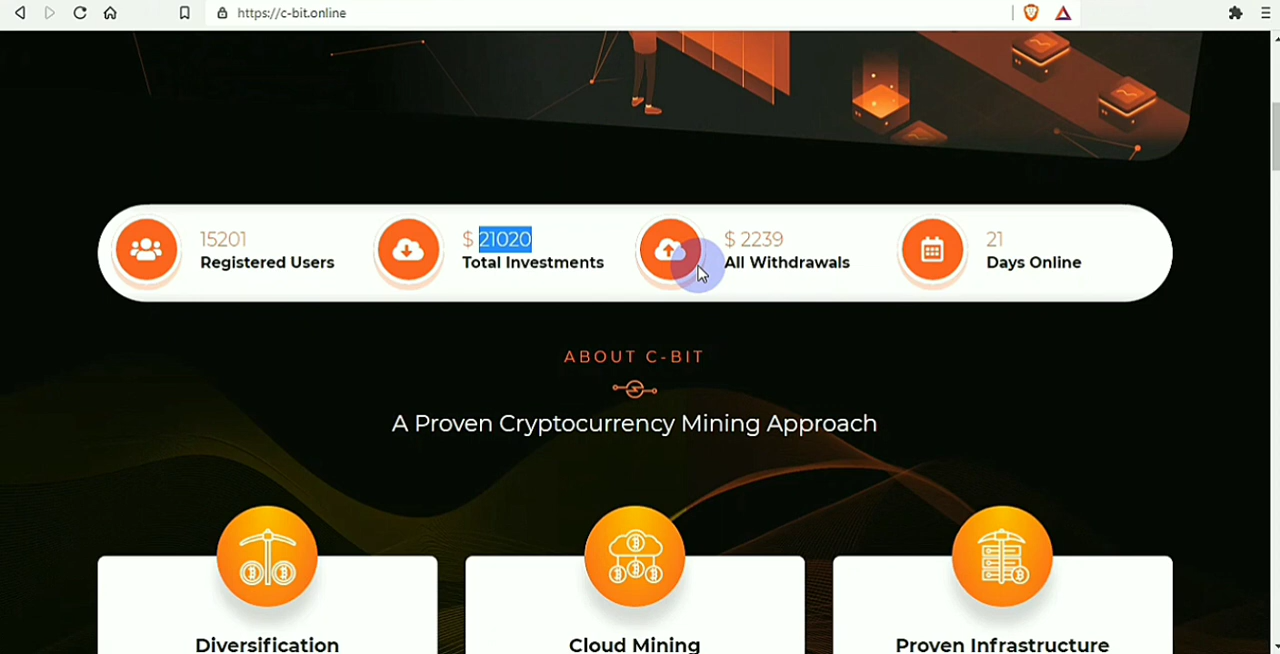 https://c-bit.online
15201
Registered Users
$ 21020
Total Investments
$ 2239
All Withdrawals
21
Days Online
ABOUT C-BIT
A Proven Cryptocurrency Mining Approach
Diversification
Cloud Mining
Proven Infrastructure